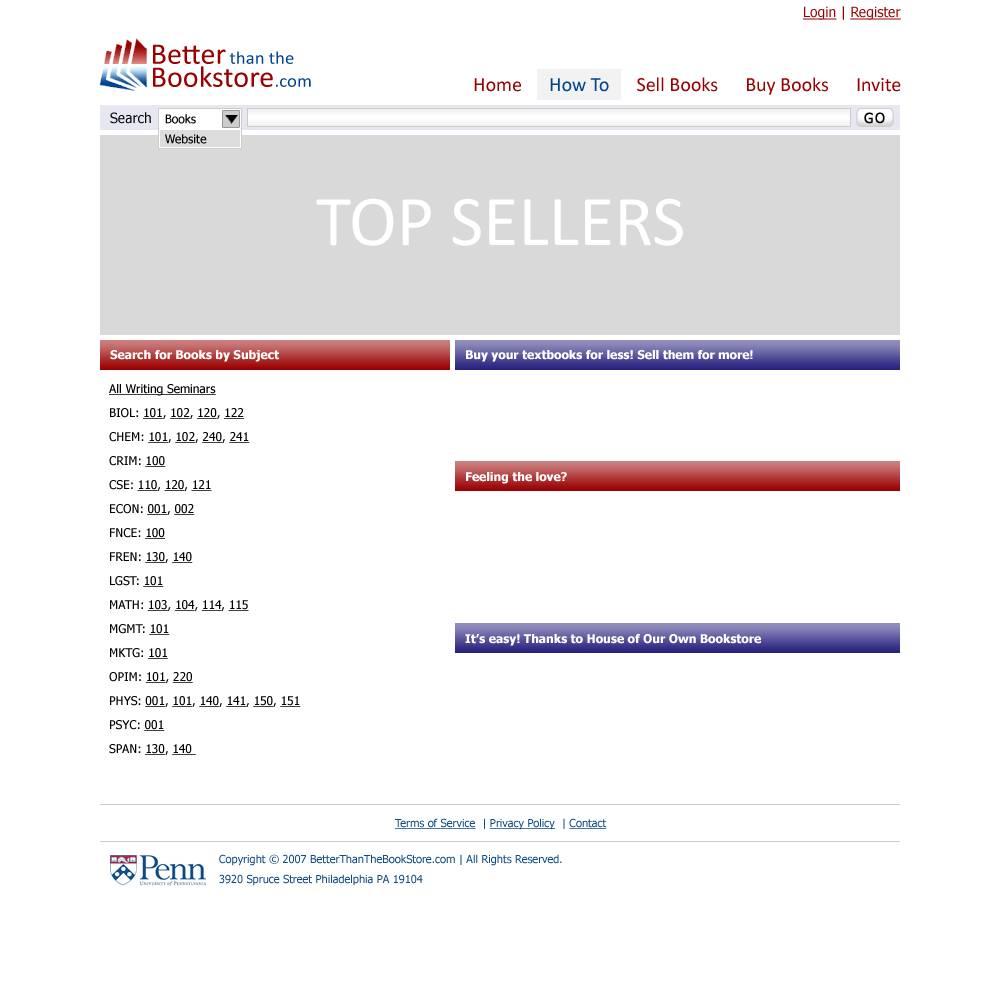 Login | Register
Better than the
Bookstore.com
Home How To Sell Books Buy Books Invite
Search Books GO
Website
TOP SELLERS
Search for Books by Subject
All Writing Seminars
BIOL: 101, 102, 120, 122
CHEM: 101, 102, 240, 241
CRIM: 100
CSE: 110, 120, 121
ECON: 001, 002
FNCE: 100
FREN: 130, 140
LGST: 101
MATH: 103, 104, 114, 115
MGMT: 101
MKTG: 101
OPIM: 101, 220
PHYS: 001, 101, 140, 141, 150, 151
PSYC: 001
SPAN: 130, 140
Buy your textbooks for less! Sell them for more!
Feeling the love?
It's easy! Thanks to House of Our Own Bookstore
Terms of Service | Privacy Policy | Contact
Penn
University of Pennsylvania
Copyright © 2007 BetterThanTheBookStore.com | All Rights Reserved.
3920 Spruce Street Philadelphia PA 19104